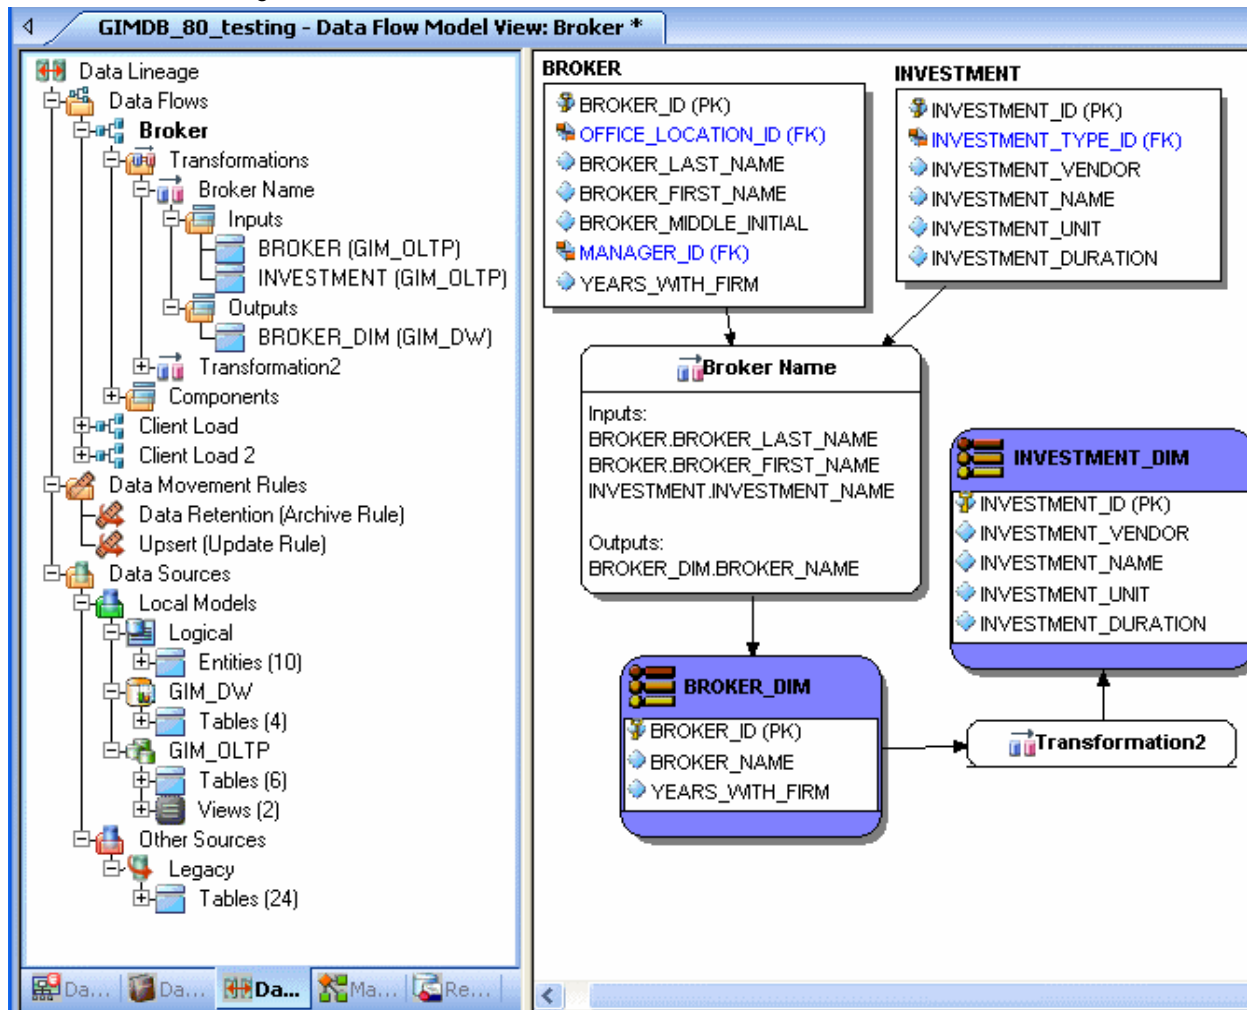 GIMDB_80_testing - Data Flow Model View: Broker *
Data Lineage
Data Flows
Broker
Transformations
Broker Name
Inputs
BROKER (GIM_OLTP)
INVESTMENT (GIM_OLTP)
Outputs
BROKER_DIM (GIM_DW)
Transformation2
Components
Client Load
Client Load 2
Data Movement Rules
Data Retention (Archive Rule)
Upsert (Update Rule)
Data Sources
Local Models
Logical
Entities (10)
GIM_DW
Tables (4)
GIM_OLTP
Tables (6)
Views (2)
Other Sources
Legacy
Tables (24)
Da...
Da...
Da...
Ma...
Re...
BROKER
BROKER_ID (PK)
OFFICE_LOCATION_ID (FK)
BROKER_LAST_NAME
BROKER_FIRST_NAME
BROKER_MIDDLE_INITIAL
MANAGER_ID (FK)
YEARS_WITH_FIRM
INVESTMENT
INVESTMENT_ID (PK)
INVESTMENT_TYPE_ID (FK)
INVESTMENT_VENDOR
INVESTMENT_NAME
INVESTMENT_UNIT
INVESTMENT_DURATION
Broker Name
Inputs:
BROKER.BROKER_LAST_NAME
BROKER.BROKER_FIRST_NAME
INVESTMENT.INVESTMENT_NAME
Outputs:
BROKER_DIM.BROKER_NAME
INVESTMENT_DIM
INVESTMENT_ID (PK)
INVESTMENT_VENDOR
INVESTMENT_NAME
INVESTMENT_UNIT
INVESTMENT_DURATION
BROKER_DIM
BROKER_ID (PK)
BROKER_NAME
YEARS_WITH_FIRM
Transformation2